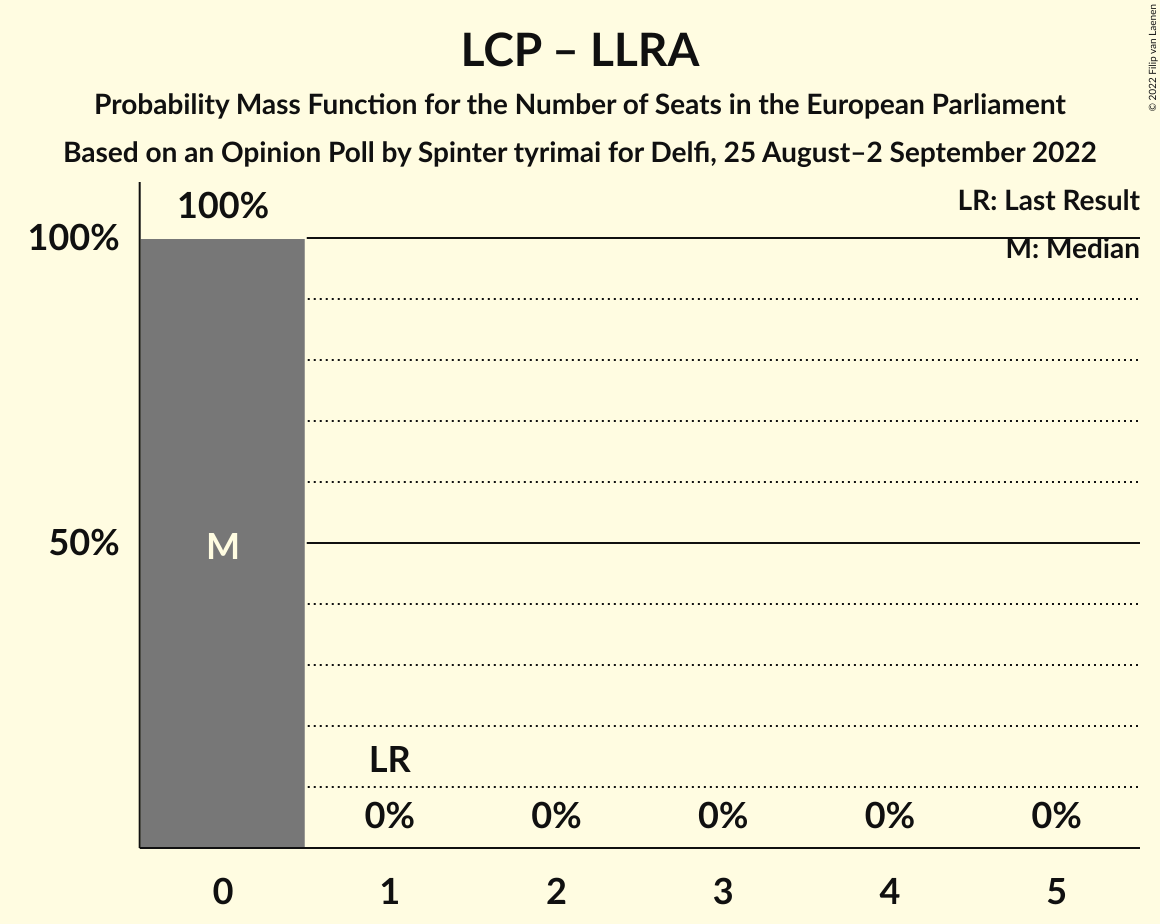 LCP – LLRA
Probability Mass Function for the Number of Seats in the European Parliament
Based on an Opinion Poll by Spinter tyrimai for Delfi, 25 August–2 September 2022
© 2022 Filip van Laenen
LR: Last Result
M: Median
100%
100%
50%
M
LR
0% 0% 0% 0% 0%
0 1 2 3 4 5